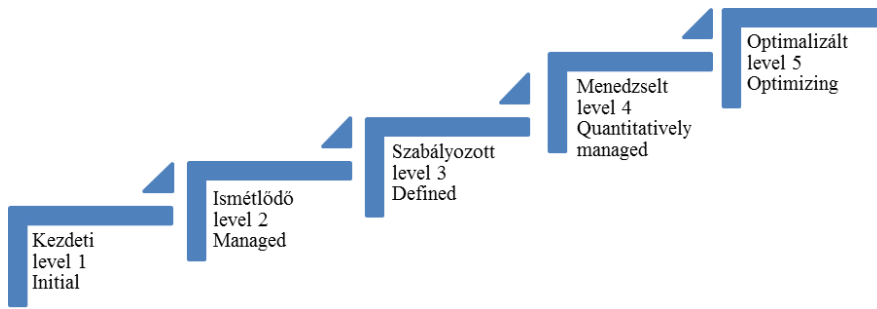 Kezdeti
level 1
Initial
Ismétlődő
level 2
Managed
Szabályozott
level 3
Defined
Menedzselt
level 4
Quantitatively
managed
Optimalizált
level 5
Optimizing